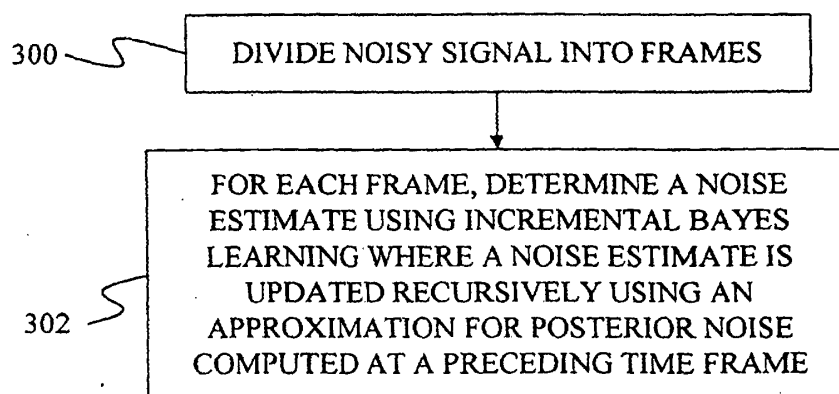 300
DIVIDE NOISY SIGNAL INTO FRAMES
FOR EACH FRAME, DETERMINE A NOISE
ESTIMATE USING INCREMENTAL BAYES
LEARNING WHERE A NOISE ESTIMATE IS
UPDATED RECURSIVELY USING AN
APPROXIMATION FOR POSTERIOR NOISE
COMPUTED AT A PRECEDING TIME FRAME
302